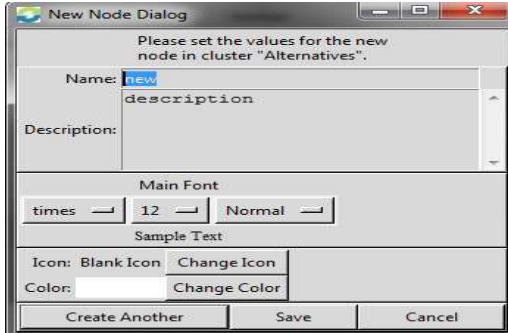 New Node Dialog
Please set the values for the new
node in cluster "Alternatives".
Name: new
Description: description
Main Font
times 12 Normal
Sample Text
Icon: Blank Icon Change Icon
Color: Change Color
Create Another Save Cancel